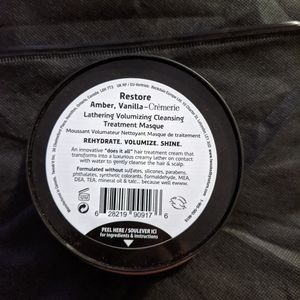 Restore
Amber, Vanilla-Crèmerie
Lathering Volumizing Cleansing
Treatment Masque
Moussant Volumateur Nettoyant Masque de traitement
REHYDRATE. VOLUMIZE. SHINE.
An innovative "does it all" hair treatment cream that
transforms into a luxurious creamy lather on contact
with water to gently cleanse the hair & scalp
Formulated without sulfates, silicones, parabens,
phthalates, synthetic colorants, formaldehyde, MEA,
DEA, TEA, mineral oil & talc... because ewww.
6 28219 90917 6
PEEL HERE / SOULEVER ICI
for ingredients & instructions